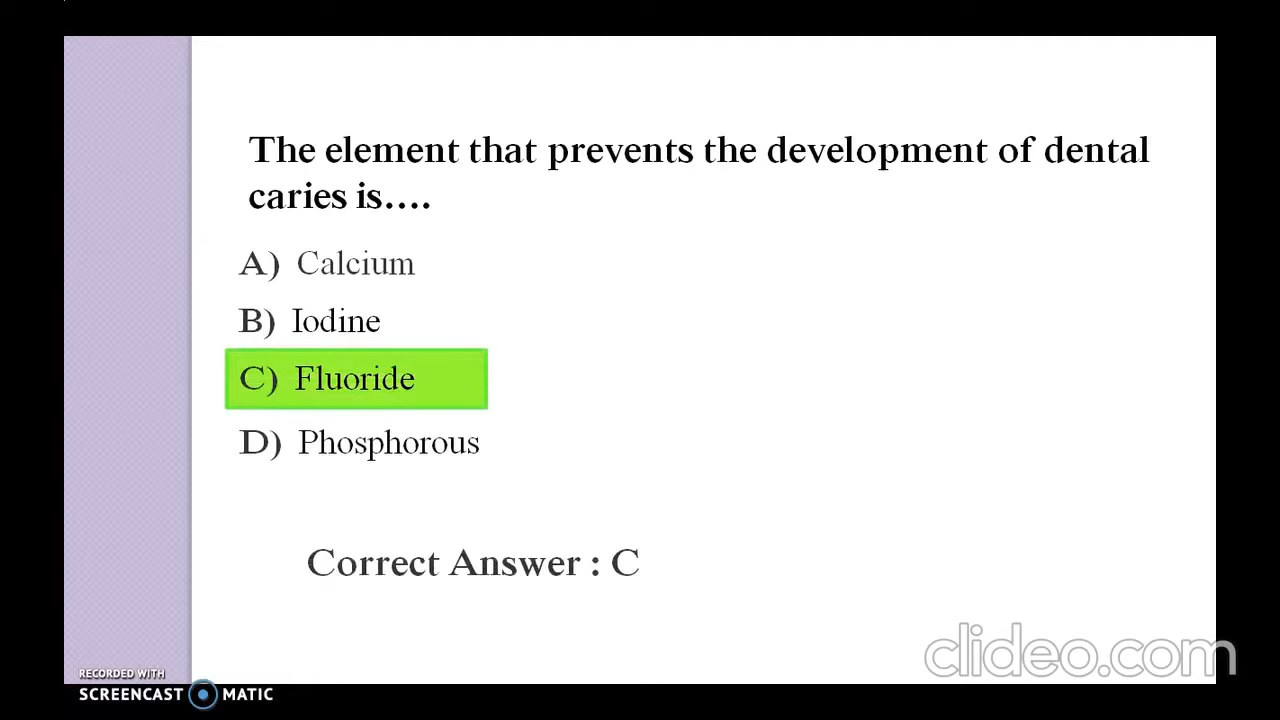 The element that prevents the development of dental
caries is....
A) Calcium
B) Iodine
C) Fluoride
D) Phosphorous
Correct Answer : C
clideo.com
RECORDED WITH
SCREENCAST MATIC